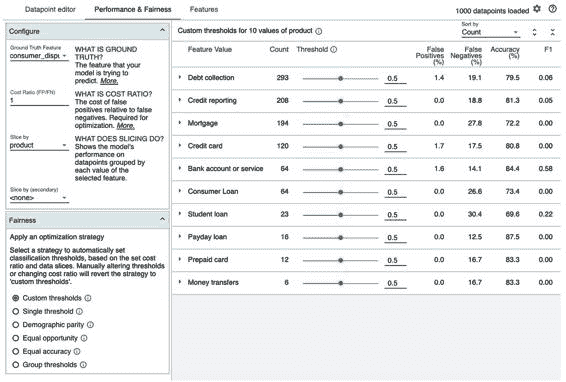 Datapoint editor Performance & Fairness Features 1000 datapoints loaded
Configure
Ground Truth Feature
consumer_disp
WHAT IS GROUND
TRUTH?
The feature that your
model is trying to
predict. More.
Cost Ratio (FP/FN)
1
WHAT IS COST RATIO?
The cost of false
positives relative to false
negatives. Required for
optimization. More.
Slice by
product
WHAT DOES SLICING DO?
Shows the model's
performance on
datapoints grouped by
each value of the
selected feature.
Slice by (secondary)
<none>
Fairness
Apply an optimization strategy
Select a strategy to automatically set
classification thresholds, based on the set cost
ratio and data slices. Manually altering thresholds
or changing cost ratio will revert the strategy to
'custom thresholds'.
Custom thresholds
Single threshold
Demographic parity
Equal opportunity
Equal accuracy
Group thresholds
Custom thresholds for 10 values of product
Sort by
Count
Feature Value Count Threshold False Positives (%) False Negatives (%) Accuracy (%) F1
Debt collection 293 0.5 1.4 19.1 79.5 0.06
Credit reporting 208 0.5 0.0 18.8 81.3 0.05
Mortgage 194 0.5 0.0 27.8 72.2 0.00
Credit card 120 0.5 1.7 17.5 80.8 0.00
Bank account or service 64 0.5 1.6 14.1 84.4 0.58
Consumer Loan 64 0.5 0.0 26.6 73.4 0.00
Student loan 23 0.5 0.0 30.4 69.6 0.22
Payday loan 16 0.5 0.0 12.5 87.5 0.00
Prepaid card 12 0.5 0.0 16.7 83.3 0.00
Money transfers 6 0.5 0.0 16.7 83.3 0.00